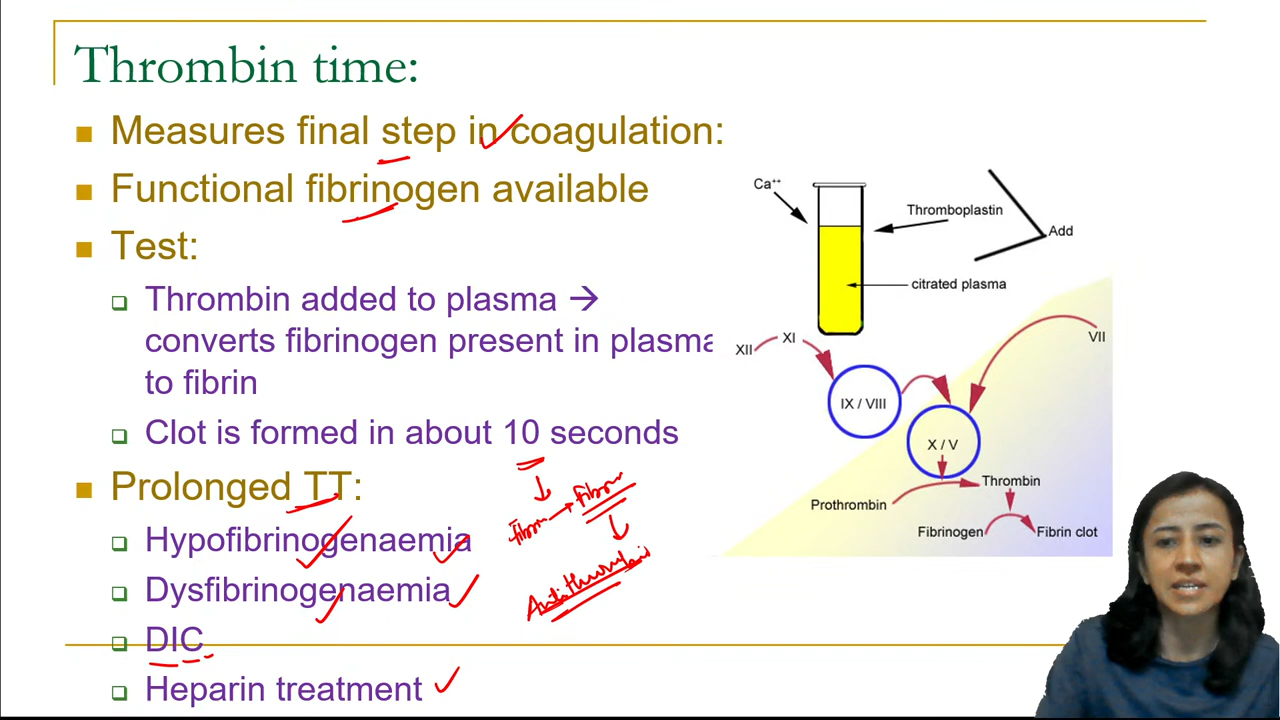 Thrombin time:
Measures final step in coagulation:
Functional fibrinogen available
Test:
Thrombin added to plasma →
converts fibrinogen present in plasma
to fibrin
Clot is formed in about 10 seconds
Prolonged TT:
Hypofibrinogenaemia
Dysfibrinogenaemia
DIC
Heparin treatment
Ca++
Thromboplastin
Add
citrated plasma
XII
XI
VII
IX / VIII
X / V
Thrombin
Prothrombin
Fibrinogen
Fibrin clot